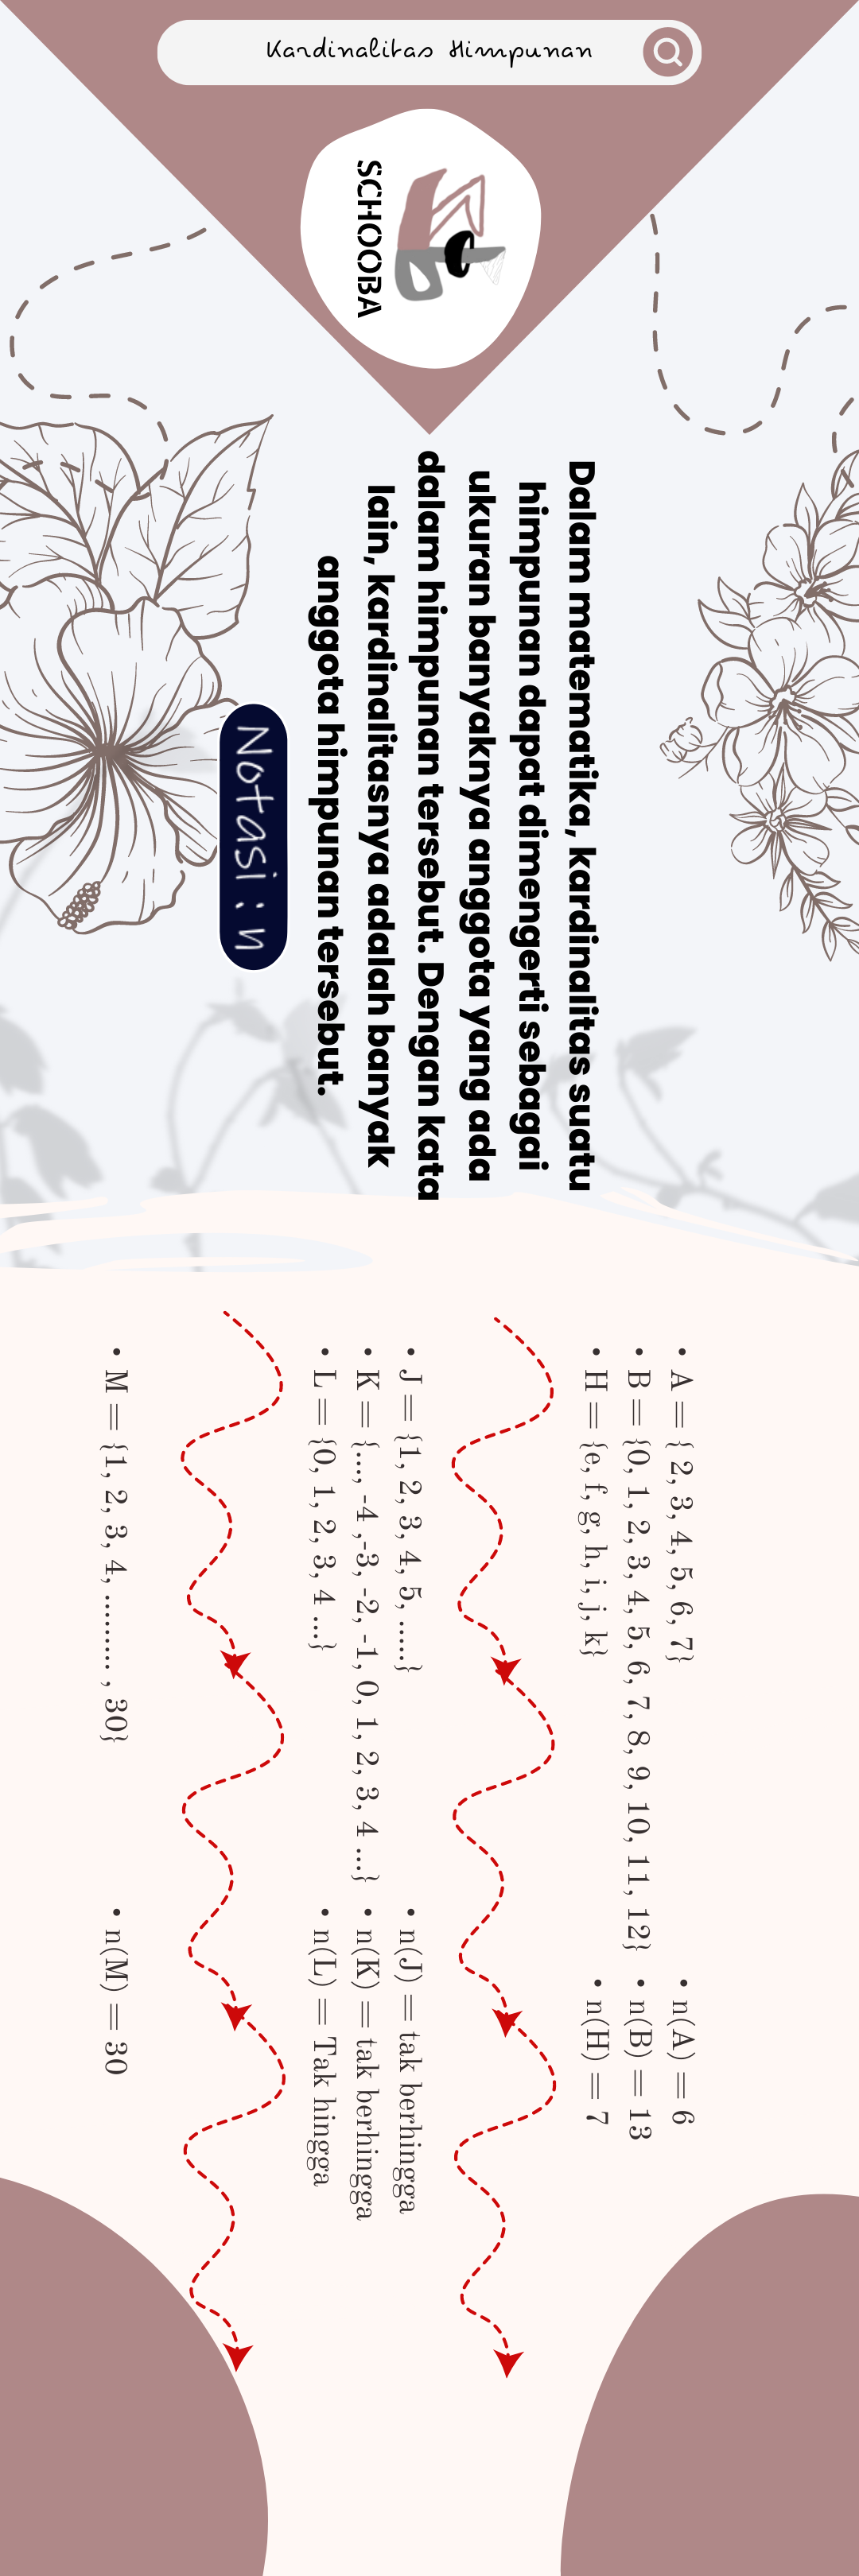 Kardinalitas Himpunan
SCHOOBA
Dalam matematika, kardinalitas suatu
himpunan dapat dimengerti sebagai
ukuran banyaknya anggota yang ada
dalam himpunan tersebut. Dengan kata
lain, kardinalitasnya adalah banyak
anggota himpunan tersebut.
Notasi : n
• A = { 2, 3, 4, 5, 6, 7}
• B = {0, 1, 2, 3, 4, 5, 6, 7, 8, 9, 10, 11, 12}
• H = {e, f, g, h, i, j, k}
• n(A) = 6
• n(B) = 13
• n(H) = 7
• J = {1, 2, 3, 4, 5, ......}
• K = {..., -4 ,-3, -2, -1, 0, 1, 2, 3, 4 ...}
• L = {0, 1, 2, 3, 4 ...}
• n(J) = tak berhingga
• n(K) = tak berhingga
• n(L) = Tak hingga
• M = {1, 2, 3, 4, ......... , 30}
• n(M) = 30